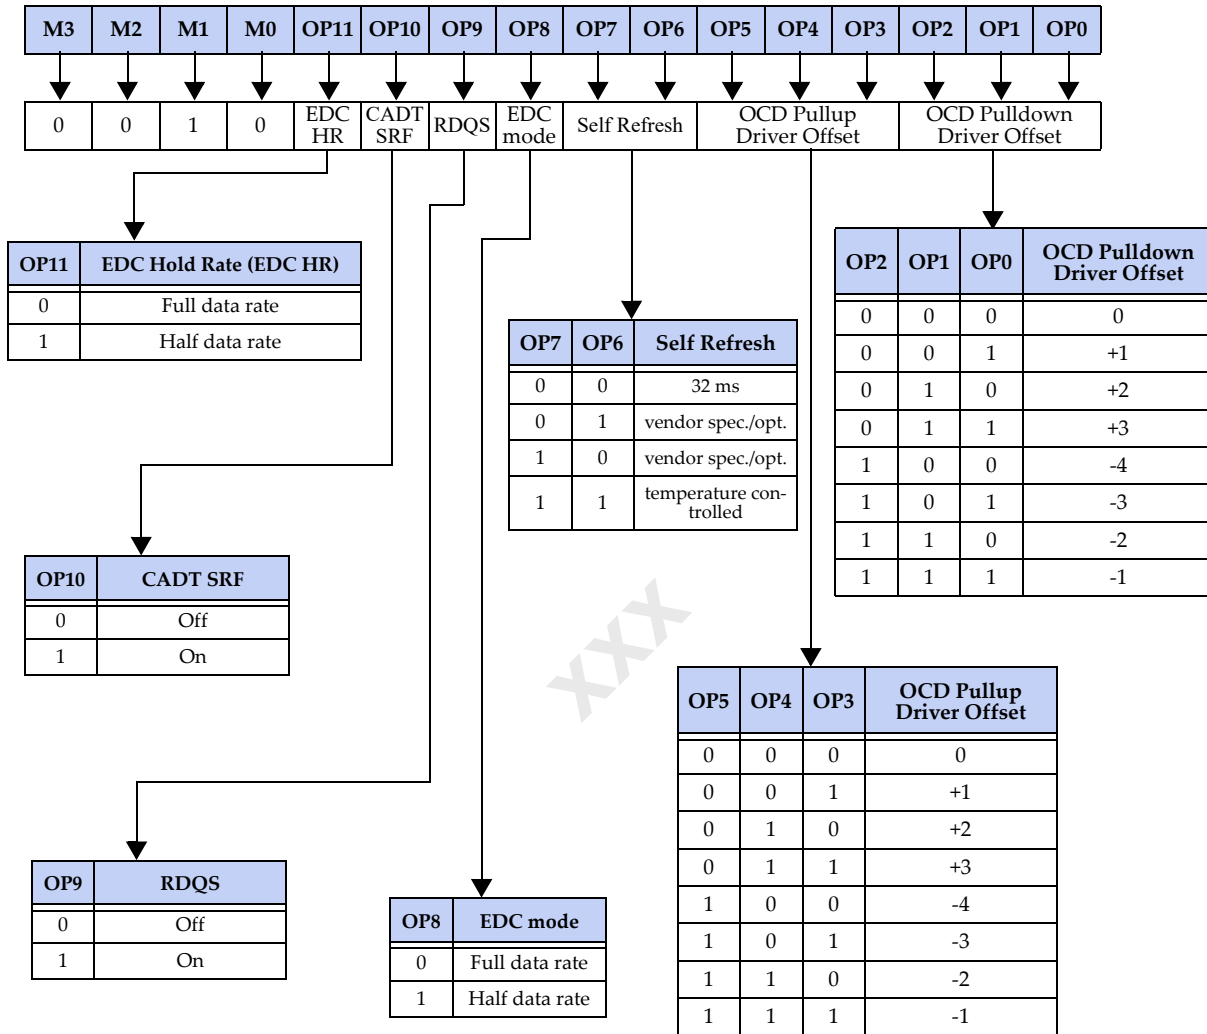 M3 M2 M1 M0 OP11 OP10 OP9 OP8 OP7 OP6 OP5 OP4 OP3 OP2 OP1 OP0
0 0 1 0 EDC HR CADT SRF RDQS EDC mode Self Refresh OCD Pullup Driver Offset OCD Pulldown Driver Offset
OP11 EDC Hold Rate (EDC HR)
0 Full data rate
1 Half data rate
OP2 OP1 OP0 OCD Pulldown Driver Offset
0 0 0 0
0 0 1 +1
0 1 0 +2
0 1 1 +3
1 0 0 -4
1 0 1 -3
1 1 0 -2
1 1 1 -1
OP7 OP6 Self Refresh
0 0 32 ms
0 1 vendor spec./opt.
1 0 vendor spec./opt.
1 1 temperature con-
trolled
OP10 CADT SRF
0 Off
1 On
xxx
OP5 OP4 OP3 OCD Pullup Driver Offset
0 0 0 0
0 0 1 +1
0 1 0 +2
0 1 1 +3
1 0 0 -4
1 0 1 -3
1 1 0 -2
1 1 1 -1
OP9 RDQS
0 Off
1 On
OP8 EDC mode
0 Full data rate
1 Half data rate